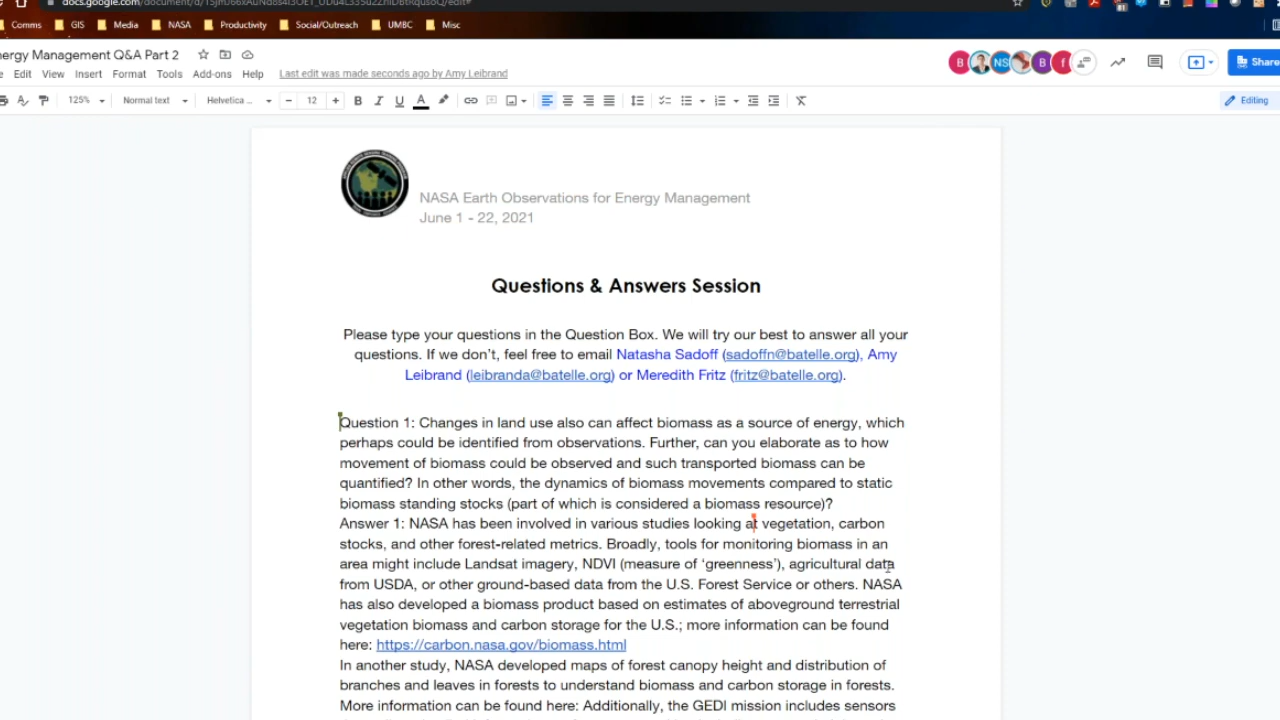 Comms GIS Media NASA Productivity Social/Outreach UMBC Misc
nergy Management Q&A Part 2
Edit View Insert Format Tools Add-ons Help Last edit was made seconds ago by Amy Leibrand
B NS B f Share
125% Normal text Helvetica ... 12 B I U A Editing
NASA Earth Observations for Energy Management
June 1 - 22, 2021
Questions & Answers Session
Please type your questions in the Question Box. We will try our best to answer all your
questions. If we don't, feel free to email Natasha Sadoff (sadoffn@batelle.org), Amy
Leibrand (leibranda@batelle.org) or Meredith Fritz (fritz@batelle.org).
Question 1: Changes in land use also can affect biomass as a source of energy, which
perhaps could be identified from observations. Further, can you elaborate as to how
movement of biomass could be observed and such transported biomass can be
quantified? In other words, the dynamics of biomass movements compared to static
biomass standing stocks (part of which is considered a biomass resource)?
Answer 1: NASA has been involved in various studies looking at vegetation, carbon
stocks, and other forest-related metrics. Broadly, tools for monitoring biomass in an
area might include Landsat imagery, NDVI (measure of 'greenness'), agricultural data
from USDA, or other ground-based data from the U.S. Forest Service or others. NASA
has also developed a biomass product based on estimates of aboveground terrestrial
vegetation biomass and carbon storage for the U.S.; more information can be found
here: https://carbon.nasa.gov/biomass.html
In another study, NASA developed maps of forest canopy height and distribution of
branches and leaves in forests to understand biomass and carbon storage in forests.
More information can be found here: Additionally, the GEDI mission includes sensors